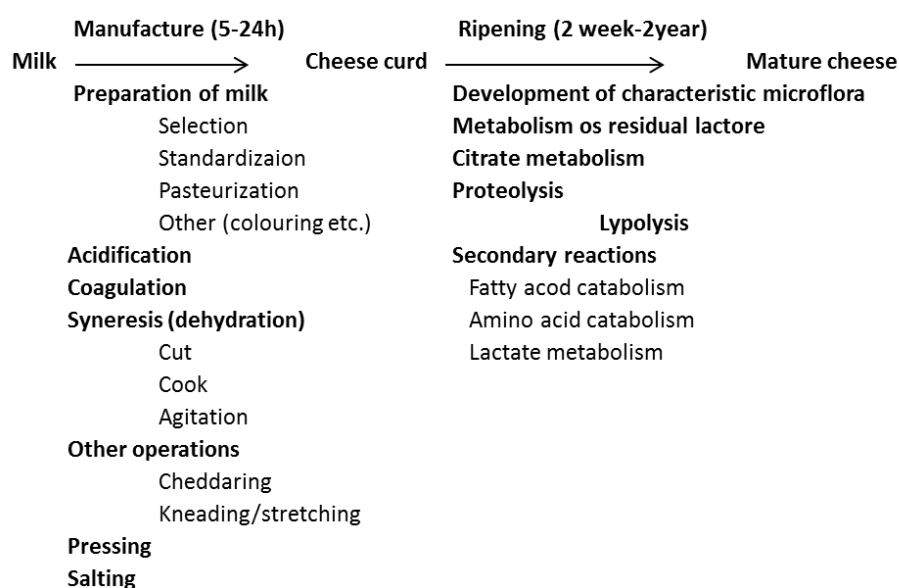 Manufacture (5-24h)
Ripening (2 week-2year)
Milk
Cheese curd
Mature cheese
Preparation of milk
Selection
Standardizaion
Pasteurization
Other (colouring etc.)
Acidification
Coagulation
Syneresis (dehydration)
Cut
Cook
Agitation
Other operations
Cheddaring
Kneading/stretching
Pressing
Salting
Development of characteristic microflora
Metabolism os residual lactore
Citrate metabolism
Proteolysis
Lypolysis
Secondary reactions
Fatty acod catabolism
Amino acid catabolism
Lactate metabolism